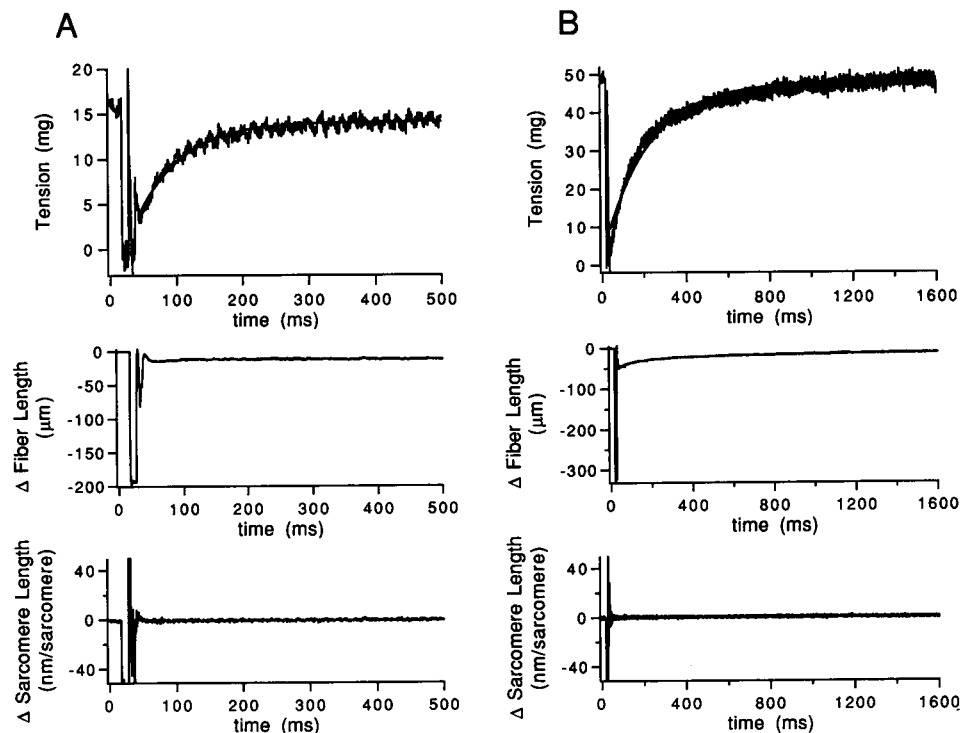 A
Tension (mg)
20
15
10
5
0
0 100 200 300 400 500
time (ms)
Δ Fiber Length
(μm)
0
-50
-100
-150
-200
0 100 200 300 400 500
time (ms)
Δ Sarcomere Length
(nm/sarcomere)
40
0
-40
0 100 200 300 400 500
time (ms)
B
Tension (mg)
50
40
30
20
10
0
0 400 800 1200 1600
time (ms)
Δ Fiber Length
(μm)
0
-100
-200
-300
0 400 800 1200 1600
time (ms)
Δ Sarcomere Length
(nm/sarcomere)
40
0
-40
0 400 800 1200 1600
time (ms)